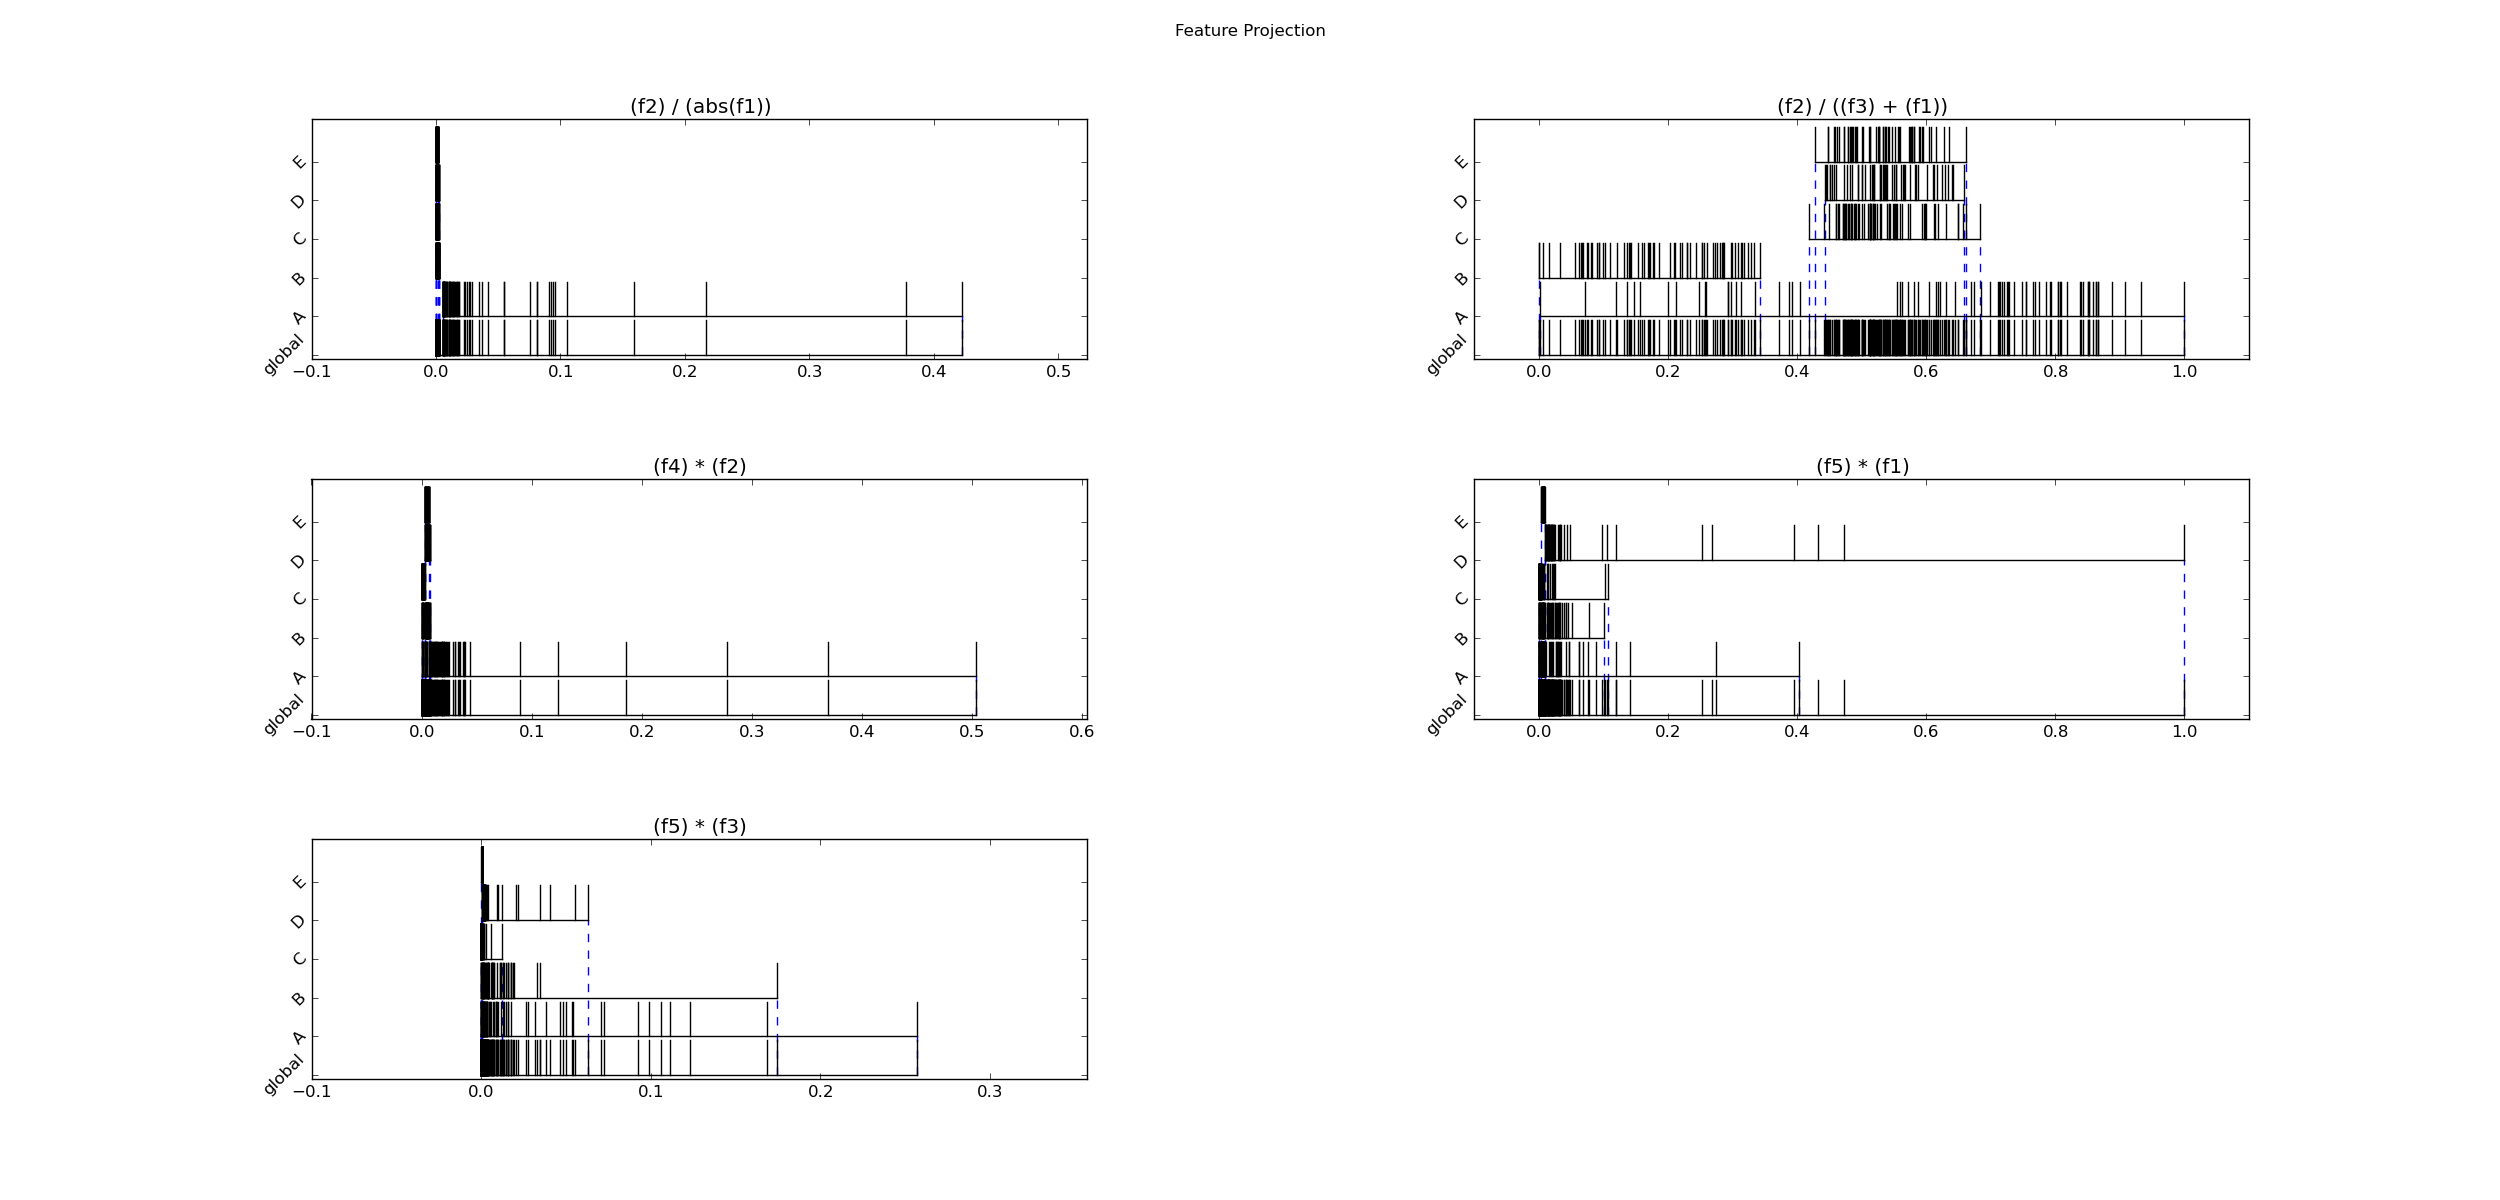 Feature Projection
(f2) / (abs(f1))
E
D
C
B
A
global
−0.1 0.0 0.1 0.2 0.3 0.4 0.5
(f2) / ((f3) + (f1))
E
D
C
B
A
global
0.0 0.2 0.4 0.6 0.8 1.0
(f4) * (f2)
E
D
C
B
A
global
−0.1 0.0 0.1 0.2 0.3 0.4 0.5 0.6
(f5) * (f1)
E
D
C
B
A
global
0.0 0.2 0.4 0.6 0.8 1.0
(f5) * (f3)
E
D
C
B
A
global
−0.1 0.0 0.1 0.2 0.3